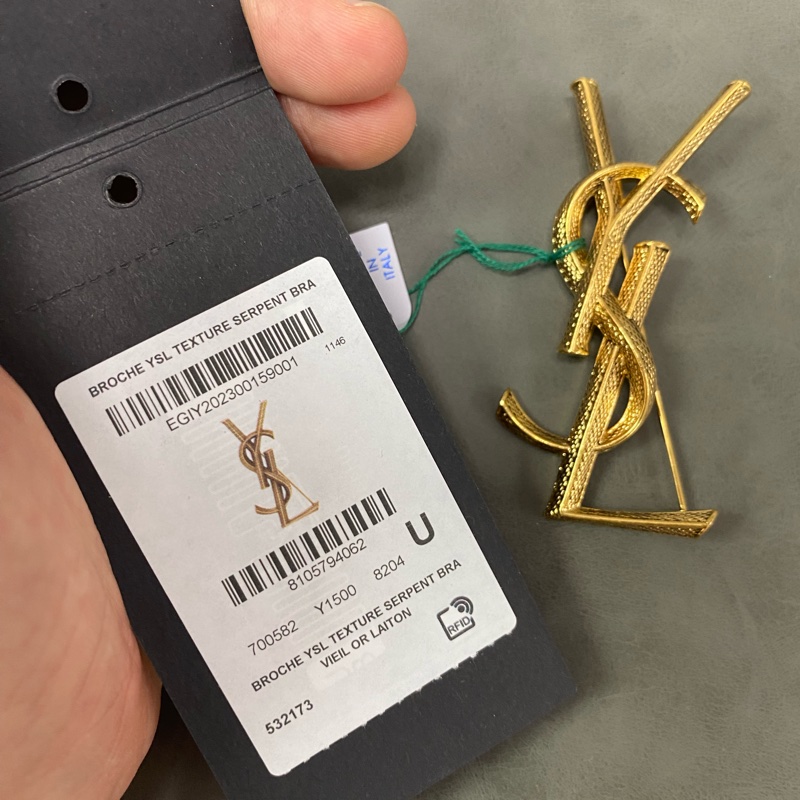 IN
ITALY
BROCHE YSL TEXTURE SERPENT BRA
EGIY202300159001
1146
8105794062
U
700582 Y1500 8204
BROCHE YSL TEXTURE SERPENT BRA
VIEIL OR LAITON
RFID
532173